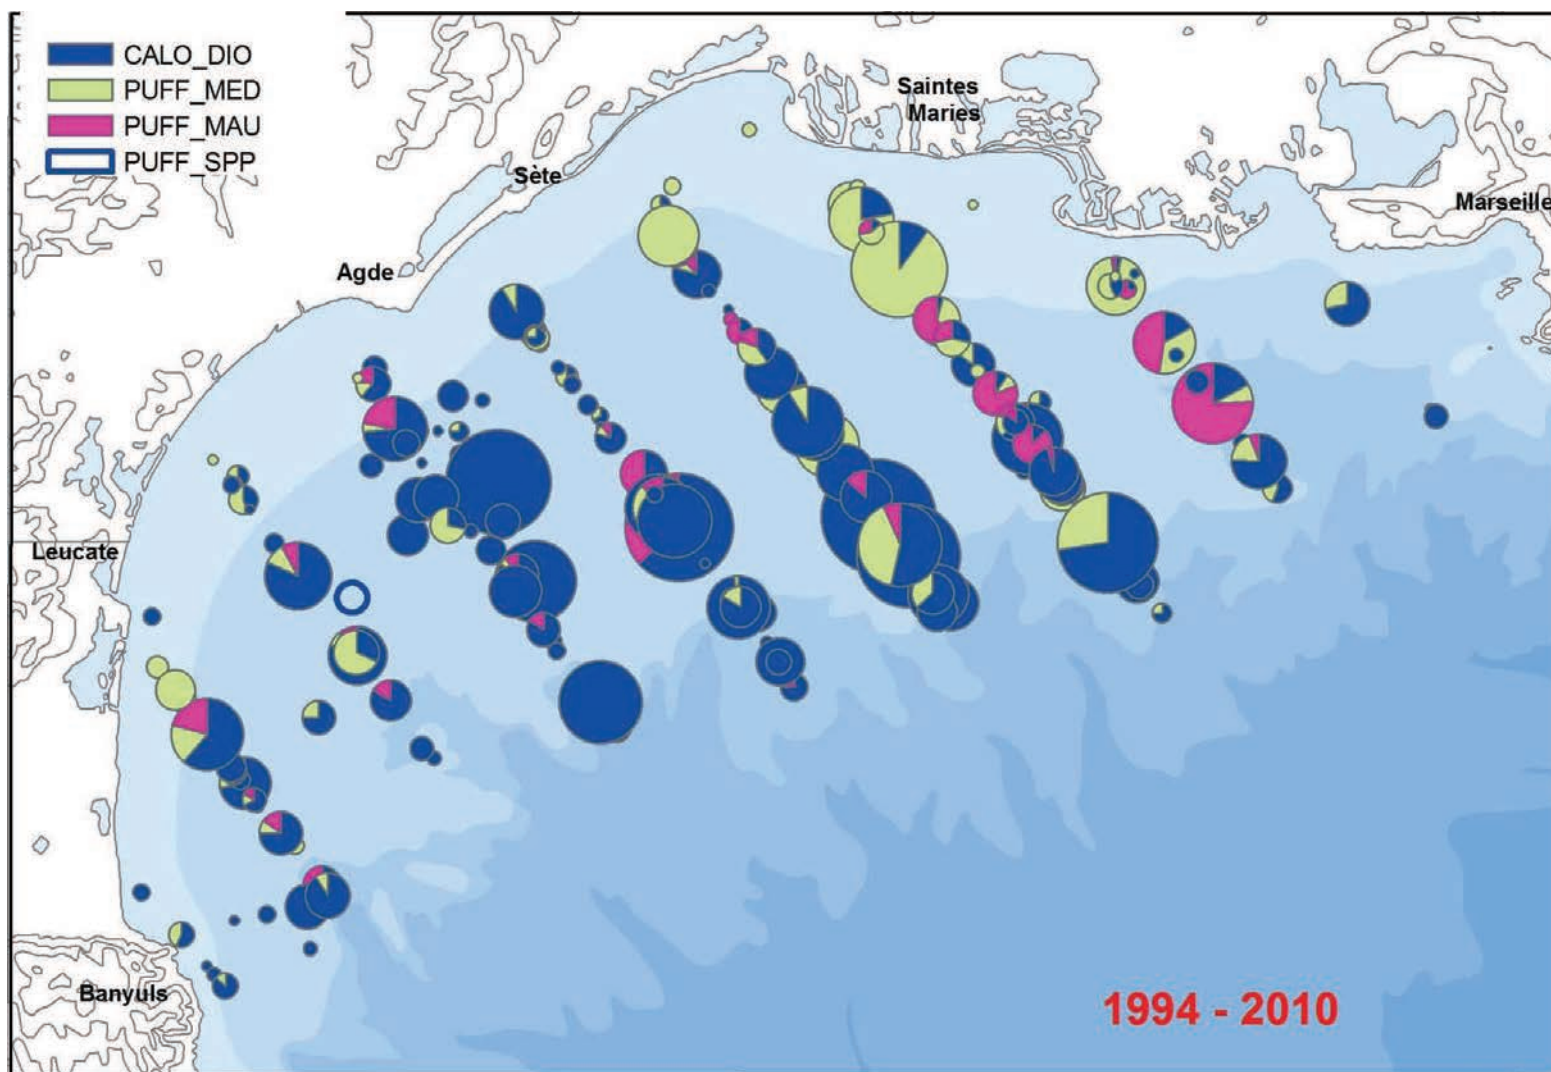 CALO_DIO
PUFF_MED
PUFF_MAU
PUFF_SPP
Saintes
Maries
Sète
Marseille
Agde
Leucate
Banyuls
1994 - 2010